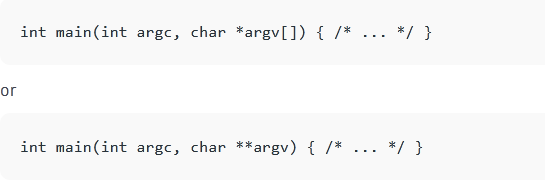 int main(int argc, char *argv[]) { /* ... */ }
or
int main(int argc, char **argv) { /* ... */ }